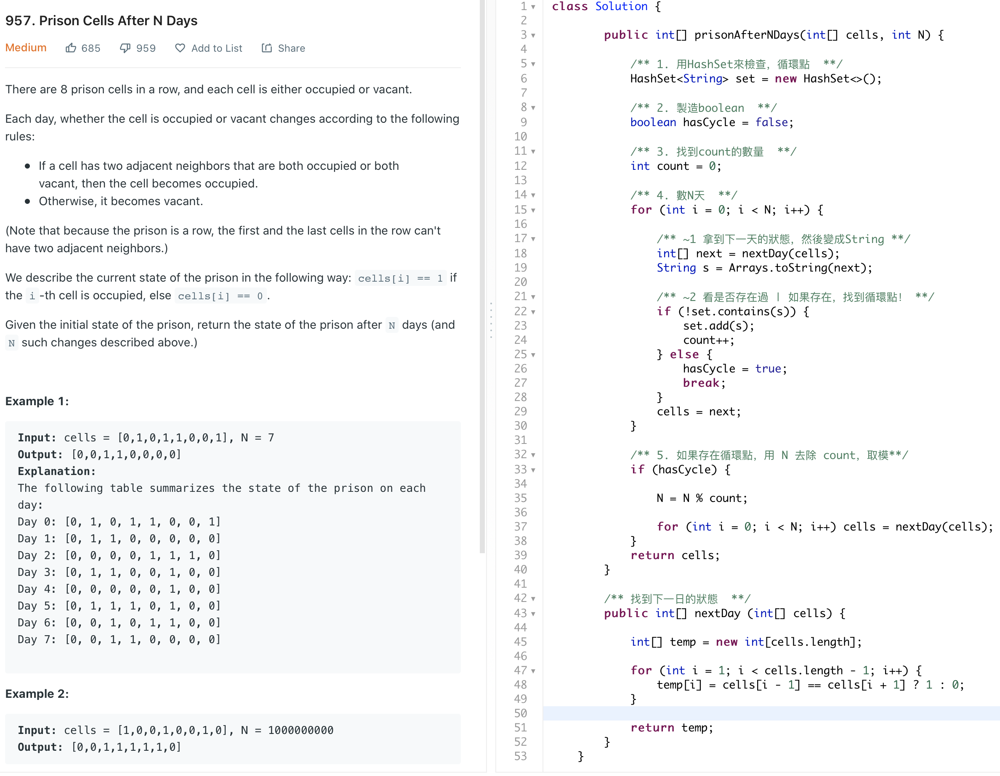 957. Prison Cells After N Days
Medium 685 959 Add to List Share
There are 8 prison cells in a row, and each cell is either occupied or vacant.
Each day, whether the cell is occupied or vacant changes according to the following
rules:
• If a cell has two adjacent neighbors that are both occupied or both
vacant, then the cell becomes occupied.
• Otherwise, it becomes vacant.
(Note that because the prison is a row, the first and the last cells in the row can't
have two adjacent neighbors.)
We describe the current state of the prison in the following way: cells[i] == 1 if
the i -th cell is occupied, else cells[i] == 0.
Given the initial state of the prison, return the state of the prison after N days (and
N such changes described above.)
Example 1:
Input: cells = [0,1,0,1,1,0,0,1], N = 7
Output: [0,0,1,1,0,0,0,0]
Explanation:
The following table summarizes the state of the prison on each
day:
Day 0: [0, 1, 0, 1, 1, 0, 0, 1]
Day 1: [0, 1, 1, 0, 0, 0, 0, 0]
Day 2: [0, 0, 0, 0, 1, 1, 1, 0]
Day 3: [0, 1, 1, 0, 0, 1, 0, 0]
Day 4: [0, 0, 0, 0, 0, 1, 0, 0]
Day 5: [0, 1, 1, 1, 0, 1, 0, 0]
Day 6: [0, 0, 1, 0, 1, 1, 0, 0]
Day 7: [0, 0, 1, 1, 0, 0, 0, 0]
Example 2:
Input: cells = [1,0,0,1,0,0,1,0], N = 1000000000
Output: [0,0,1,1,1,1,1,0]
1 class Solution {
2
3 public int[] prisonAfterNDays(int[] cells, int N) {
4
5 /** 1. 用HashSet來檢查, 循環點 **/
6 HashSet<String> set = new HashSet<>();
7
8 /** 2. 製造boolean **/
9 boolean hasCycle = false;
10
11 /** 3. 找到count的數量 **/
12 int count = 0;
13
14 /** 4. 數N天 **/
15 for (int i = 0; i < N; i++) {
16
17 /** ~1 拿到下一天的狀態, 然後變成String **/
18 int[] next = nextDay(cells);
19 String s = Arrays.toString(next);
20
21 /** ~2 看是否存在過 | 如果存在, 找到循環點! **/
22 if (!set.contains(s)) {
23 set.add(s);
24 count++;
25 } else {
26 hasCycle = true;
27 break;
28 }
29 cells = next;
30 }
31
32 /** 5. 如果存在循環點, 用 N 去除 count, 取模**/
33 if (hasCycle) {
34
35 N = N % count;
36
37 for (int i = 0; i < N; i++) cells = nextDay(cells);
38 }
39 return cells;
40 }
41
42 /** 找到下一日的狀態 **/
43 public int[] nextDay (int[] cells) {
44
45 int[] temp = new int[cells.length];
46
47 for (int i = 1; i < cells.length - 1; i++) {
48 temp[i] = cells[i - 1] == cells[i + 1] ? 1 : 0;
49 }
50
51 return temp;
52 }
53 }